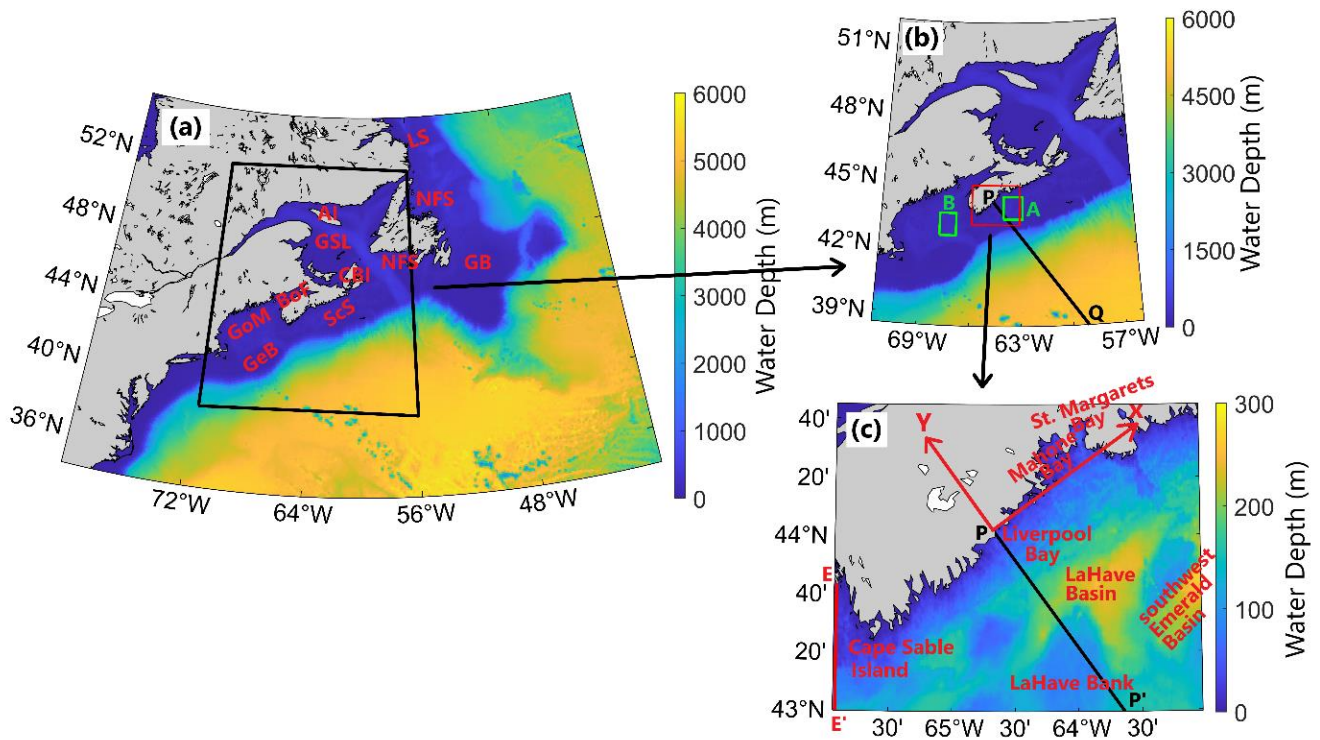 (a)
52°N
48°N
44°N
40°N
36°N
72°W
64°W
56°W
48°W
LS
NFS
AI
GSL
NFS
GB
CBI
BoF
ScS
GoM
GeB
6000
5000
4000
3000
2000
1000
0
Water Depth (m)
(b)
51°N
48°N
45°N
42°N
39°N
69°W
63°W
57°W
B
P
A
Q
6000
4500
3000
1500
0
Water Depth (m)
(c)
40'
20'
44°N
40'
20'
43°N
30'
65°W
30'
64°W
30'
Y
X
St. Margarets
Bay
Mahone
Bay
P
Liverpool
Bay
LaHave
Basin
southwest
Emerald
Basin
E
Cape Sable
island
LaHave Bank
P'
E'
300
200
100
0
Water Depth (m)